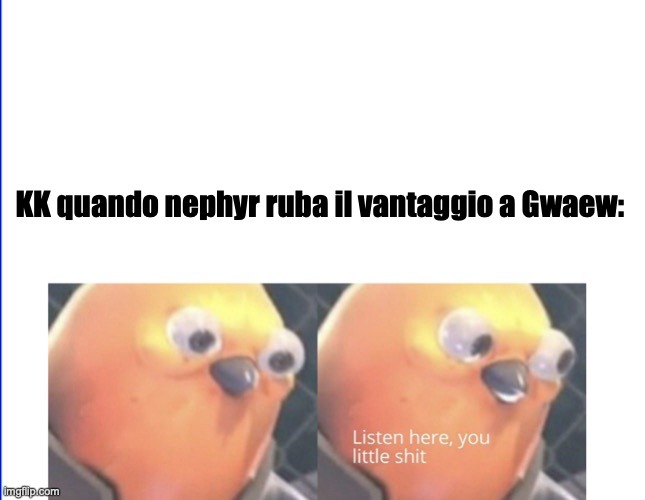 KK quando nephyr ruba il vantaggio a Gwaew:
Listen here, you
little shit
imgflip.com